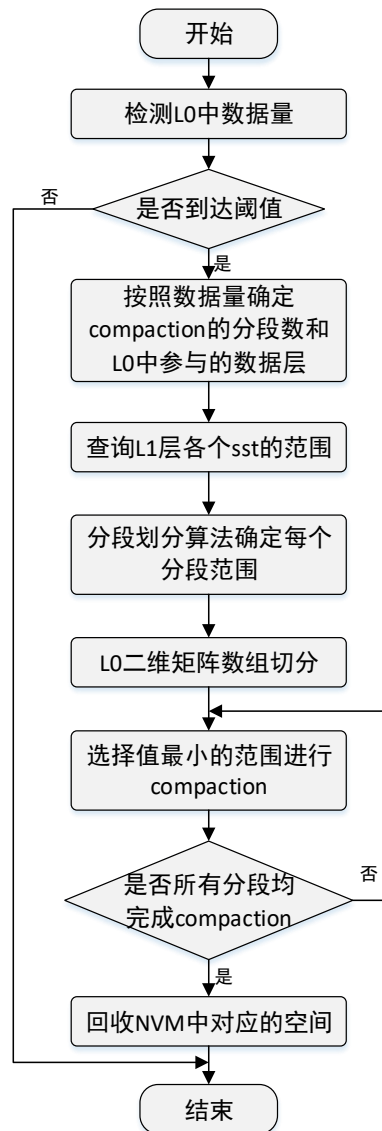 开始
检测L0中数据量
否
是否到达阈值
是
按照数据量确定
compaction的分段数和
L0中参与的数据层
查询L1层各个sst的范围
分段划分算法确定每个
分段范围
L0二维矩阵数组切分
选择值最小的范围进行
compaction
是否所有分段均
完成compaction
否
是
回收NVM中对应的空间
结束